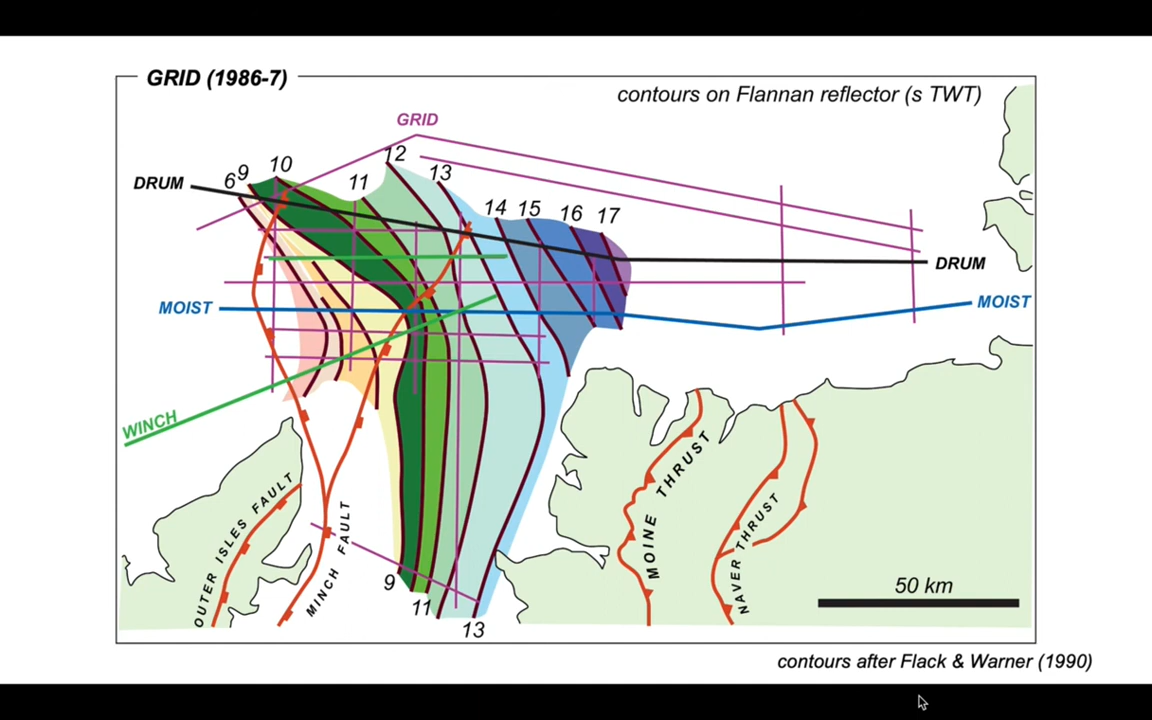 GRID (1986-7)
contours on Flannan reflector (s TWT)
GRID
12
10
13
DRUM
6
9
11
14
15
16
17
DRUM
MOIST
MOIST
WINCH
OUTER ISLES FAULT
MINCH FAULT
MOINE THRUST
NAVER THRUST
9
11
13
50 km
contours after Flack & Warner (1990)